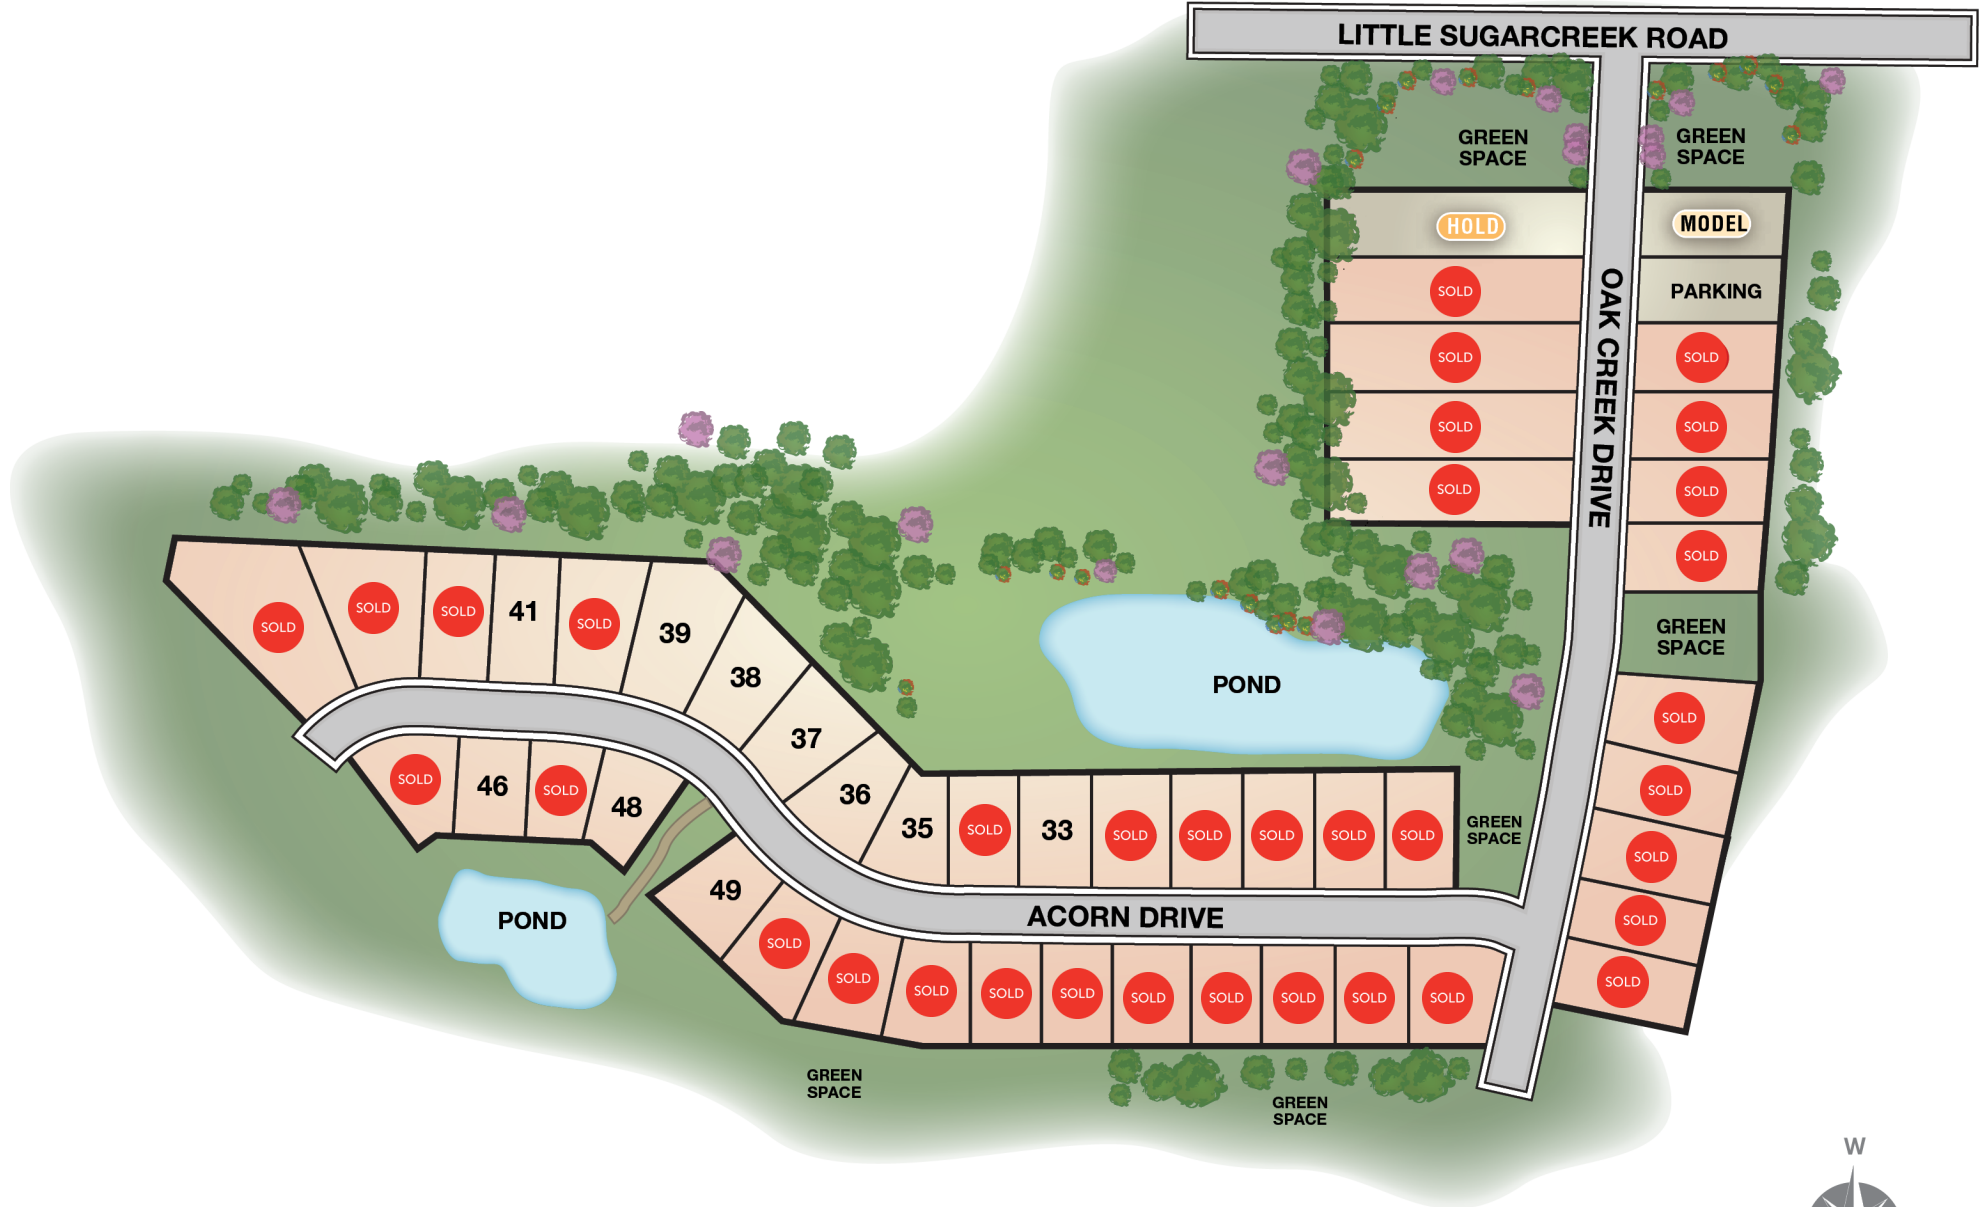 LITTLE SUGARCREEK ROAD
GREEN
SPACE
GREEN
SPACE
HOLD
MODEL
SOLD
PARKING
OAK CREEK DRIVE
SOLD
SOLD
SOLD
SOLD
SOLD
SOLD
SOLD
GREEN
SPACE
SOLD
SOLD
SOLD
SOLD
SOLD
POND
SOLD
SOLD
SOLD
41
SOLD
39
38
37
36
35
SOLD
33
SOLD
SOLD
SOLD
SOLD
SOLD
GREEN
SPACE
SOLD
46
SOLD
48
POND
49
ACORN DRIVE
SOLD
SOLD
SOLD
SOLD
SOLD
SOLD
SOLD
SOLD
SOLD
SOLD
GREEN
SPACE
GREEN
SPACE
W